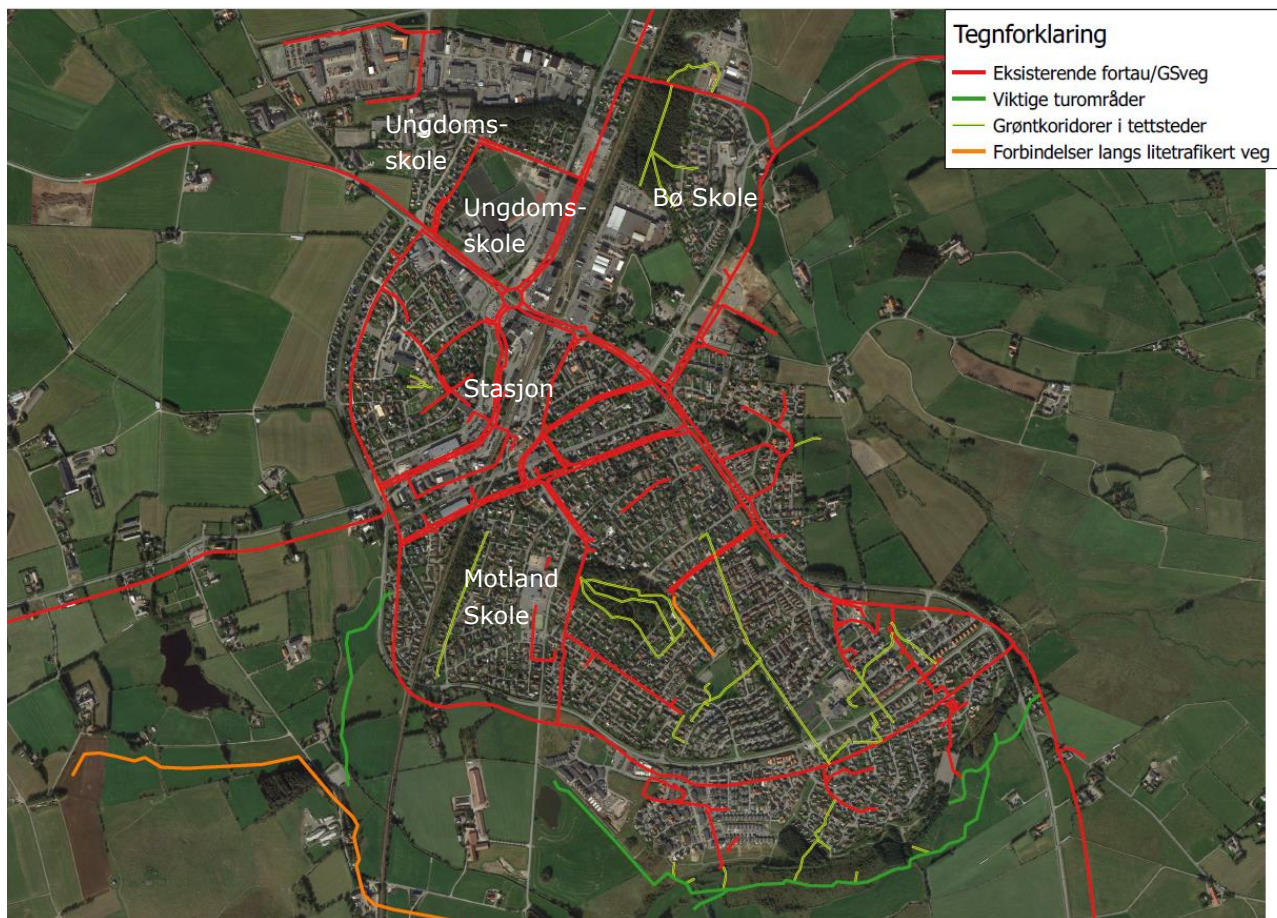 Tegnforklaring
Eksisterende fortau/GSveg
Viktige turområder
Grøntkoridorer i tettsteder
Forbindelser langs litetrafikert veg
Ungdoms-
skole
Ungdoms-
skole
Bø Skole
Stasjon
Motland
Skole